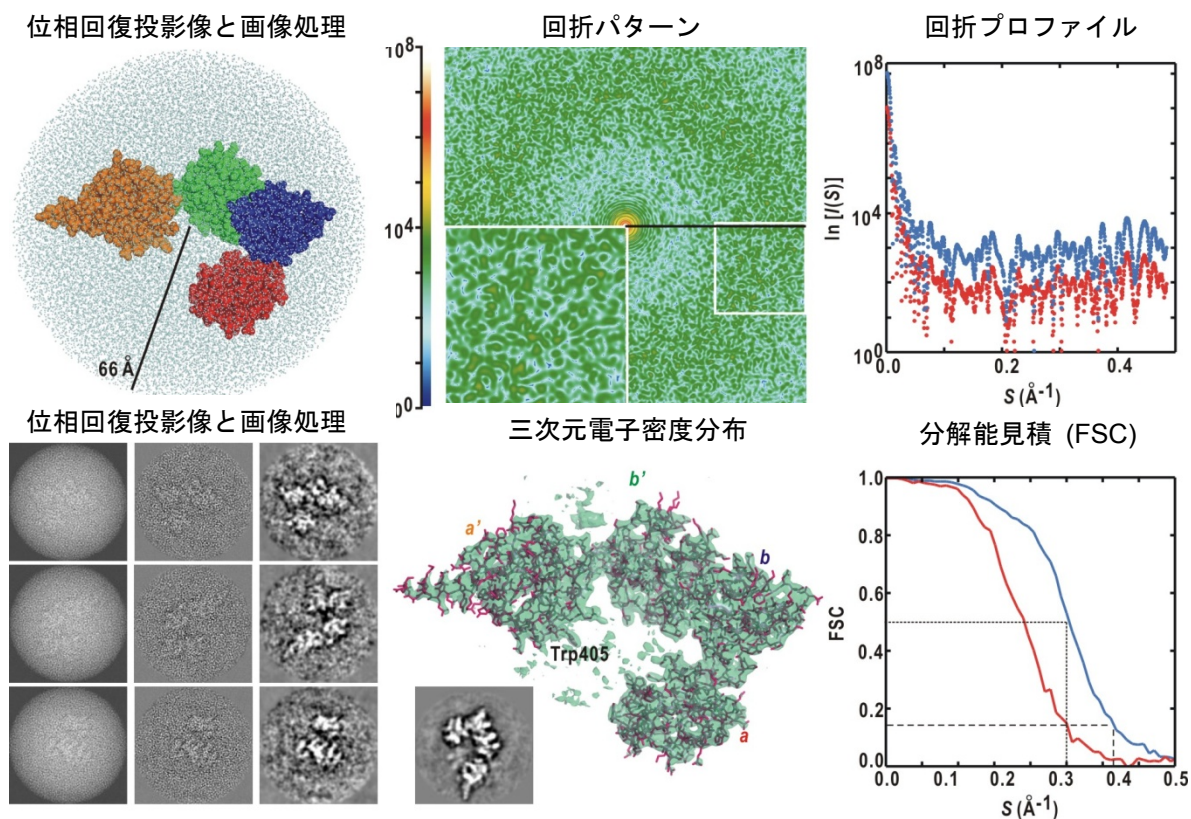 位相回復投影像と画像処理
66 Å
回折パターン
10⁸
10⁴
10⁰
回折プロファイル
ln [I(S)]
10⁸
10⁴
10⁰
0.0
0.2
0.4
S (Å⁻¹)
位相回復投影像と画像処理
三次元電子密度分布
b'
a'
b
Trp405
a
分解能見積 (FSC)
FSC
1.0
0.8
0.6
0.4
0.2
0.0
0.0
0.1
0.2
0.3
0.4
0.5
S (Å⁻¹)